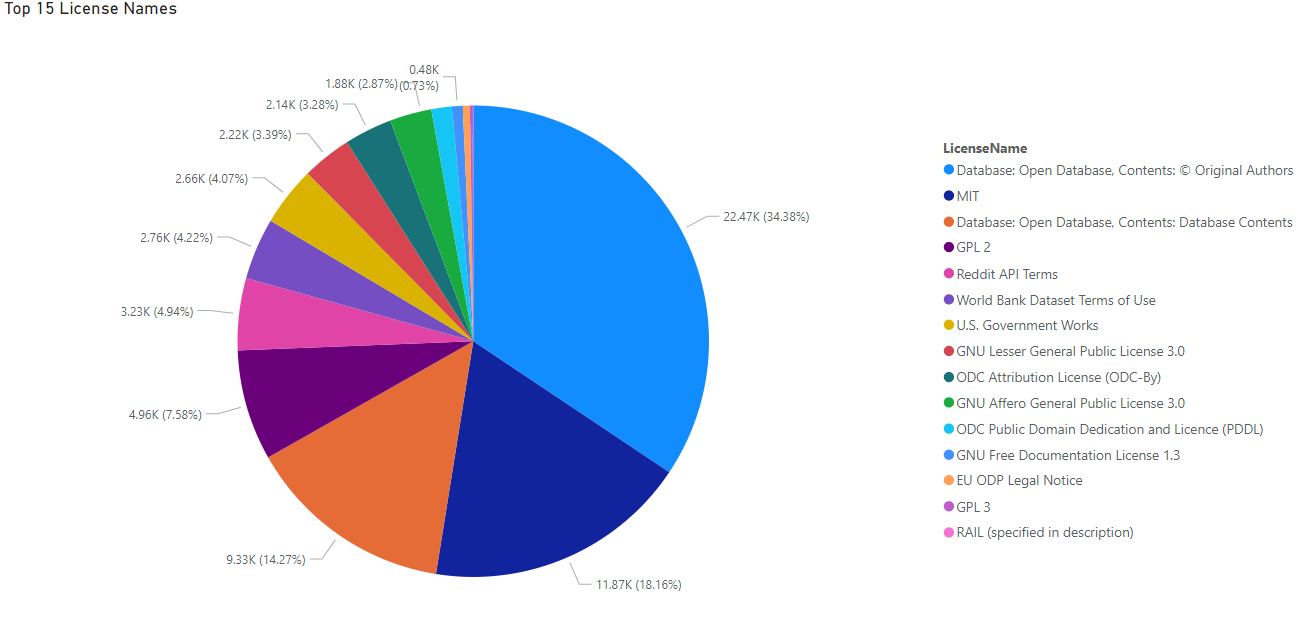 Top 15 License Names
0.48K
(0.73%)
1.88K (2.87%)
2.14K (3.28%)
2.22K (3.39%)
2.66K (4.07%)
2.76K (4.22%)
3.23K (4.94%)
4.96K (7.58%)
9.33K (14.27%)
11.87K (18.16%)
22.47K (34.38%)
LicenseName
Database: Open Database, Contents: © Original Authors
MIT
Database: Open Database, Contents: Database Contents
GPL 2
Reddit API Terms
World Bank Dataset Terms of Use
U.S. Government Works
GNU Lesser General Public License 3.0
ODC Attribution License (ODC-By)
GNU Affero General Public License 3.0
ODC Public Domain Dedication and Licence (PDDL)
GNU Free Documentation License 1.3
EU ODP Legal Notice
GPL 3
RAIL (specified in description)